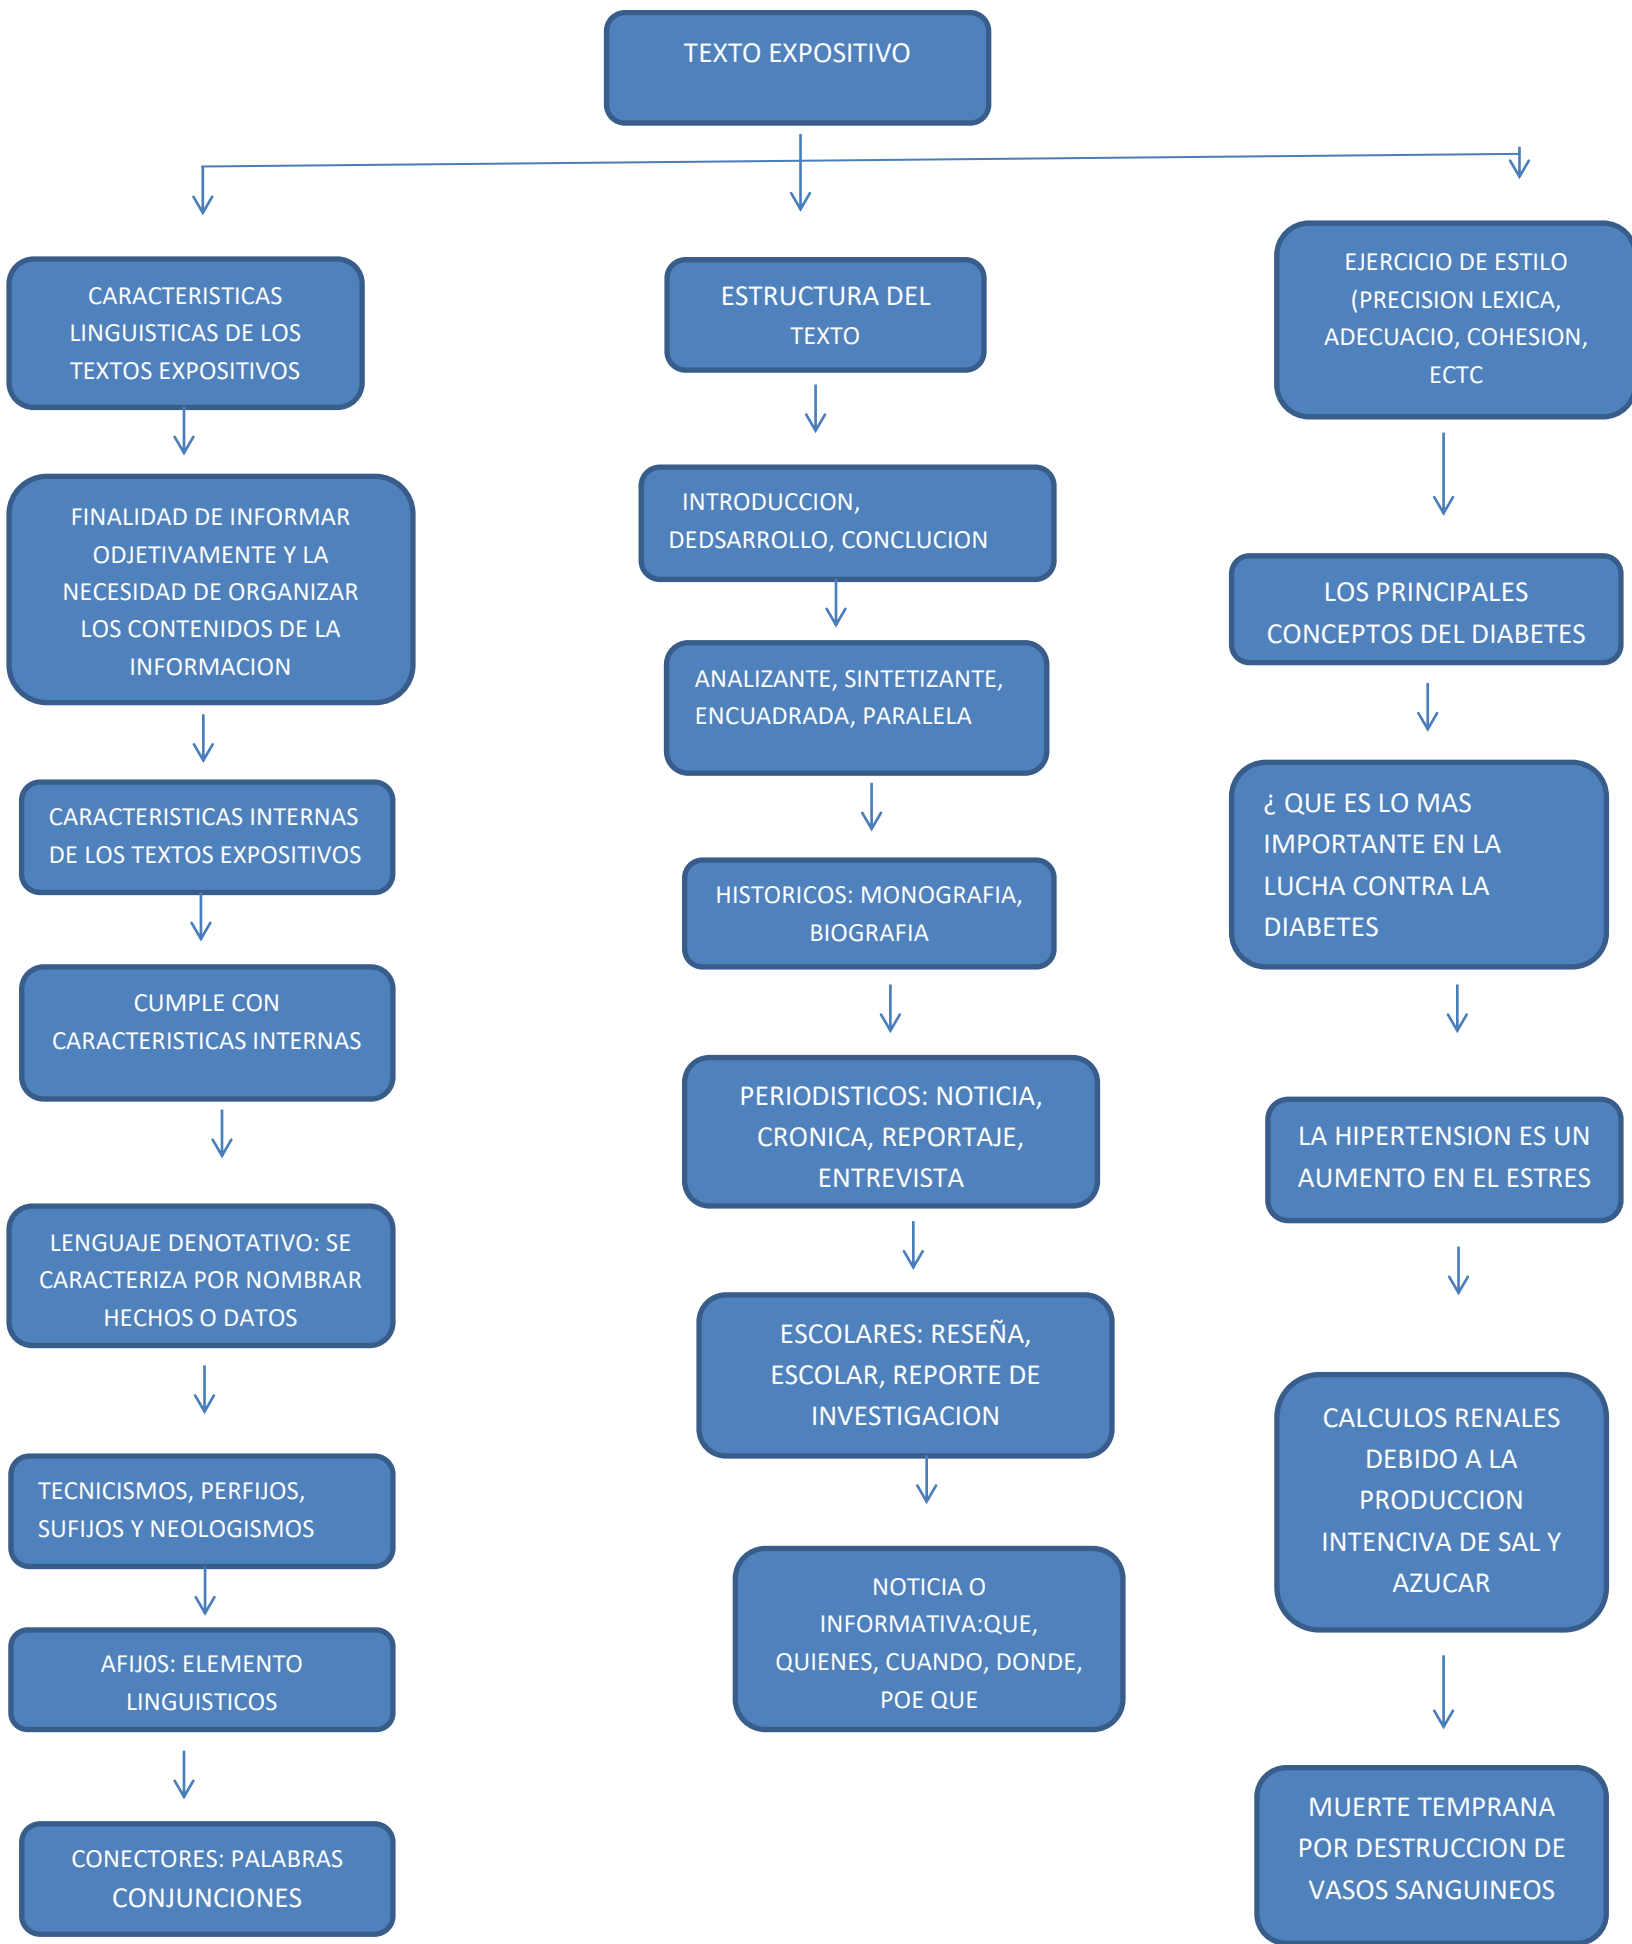 TEXTO EXPOSITIVO
CARACTERISTICAS
LINGUISTICAS DE LOS
TEXTOS EXPOSITIVOS
FINALIDAD DE INFORMAR
ODJETIVAMENTE Y LA
NECESIDAD DE ORGANIZAR
LOS CONTENIDOS DE LA
INFORMACION
CARACTERISTICAS INTERNAS
DE LOS TEXTOS EXPOSITIVOS
CUMPLE CON
CARACTERISTICAS INTERNAS
LENGUAJE DENOTATIVO: SE
CARACTERIZA POR NOMBRAR
HECHOS O DATOS
TECNICISMOS, PERFIJOS,
SUFIJOS Y NEOLOGISMOS
AFIJ0S: ELEMENTO
LINGUISTICOS
CONECTORES: PALABRAS
CONJUNCIONES
ESTRUCTURA DEL
TEXTO
INTRODUCCION,
DEDSARROLLO, CONCLUCION
ANALIZANTE, SINTETIZANTE,
ENCUADRADA, PARALELA
HISTORICOS: MONOGRAFIA,
BIOGRAFIA
PERIODISTICOS: NOTICIA,
CRONICA, REPORTAJE,
ENTREVISTA
ESCOLARES: RESEÑA,
ESCOLAR, REPORTE DE
INVESTIGACION
NOTICIA O
INFORMATIVA:QUE,
QUIENES, CUANDO, DONDE,
POE QUE
EJERCICIO DE ESTILO
(PRECISION LEXICA,
ADECUACIO, COHESION,
ECTC
LOS PRINCIPALES
CONCEPTOS DEL DIABETES
¿ QUE ES LO MAS
IMPORTANTE EN LA
LUCHA CONTRA LA
DIABETES
LA HIPERTENSION ES UN
AUMENTO EN EL ESTRES
CALCULOS RENALES
DEBIDO A LA
PRODUCCION
INTENCIVA DE SAL Y
AZUCAR
MUERTE TEMPRANA
POR DESTRUCCION DE
VASOS SANGUINEOS